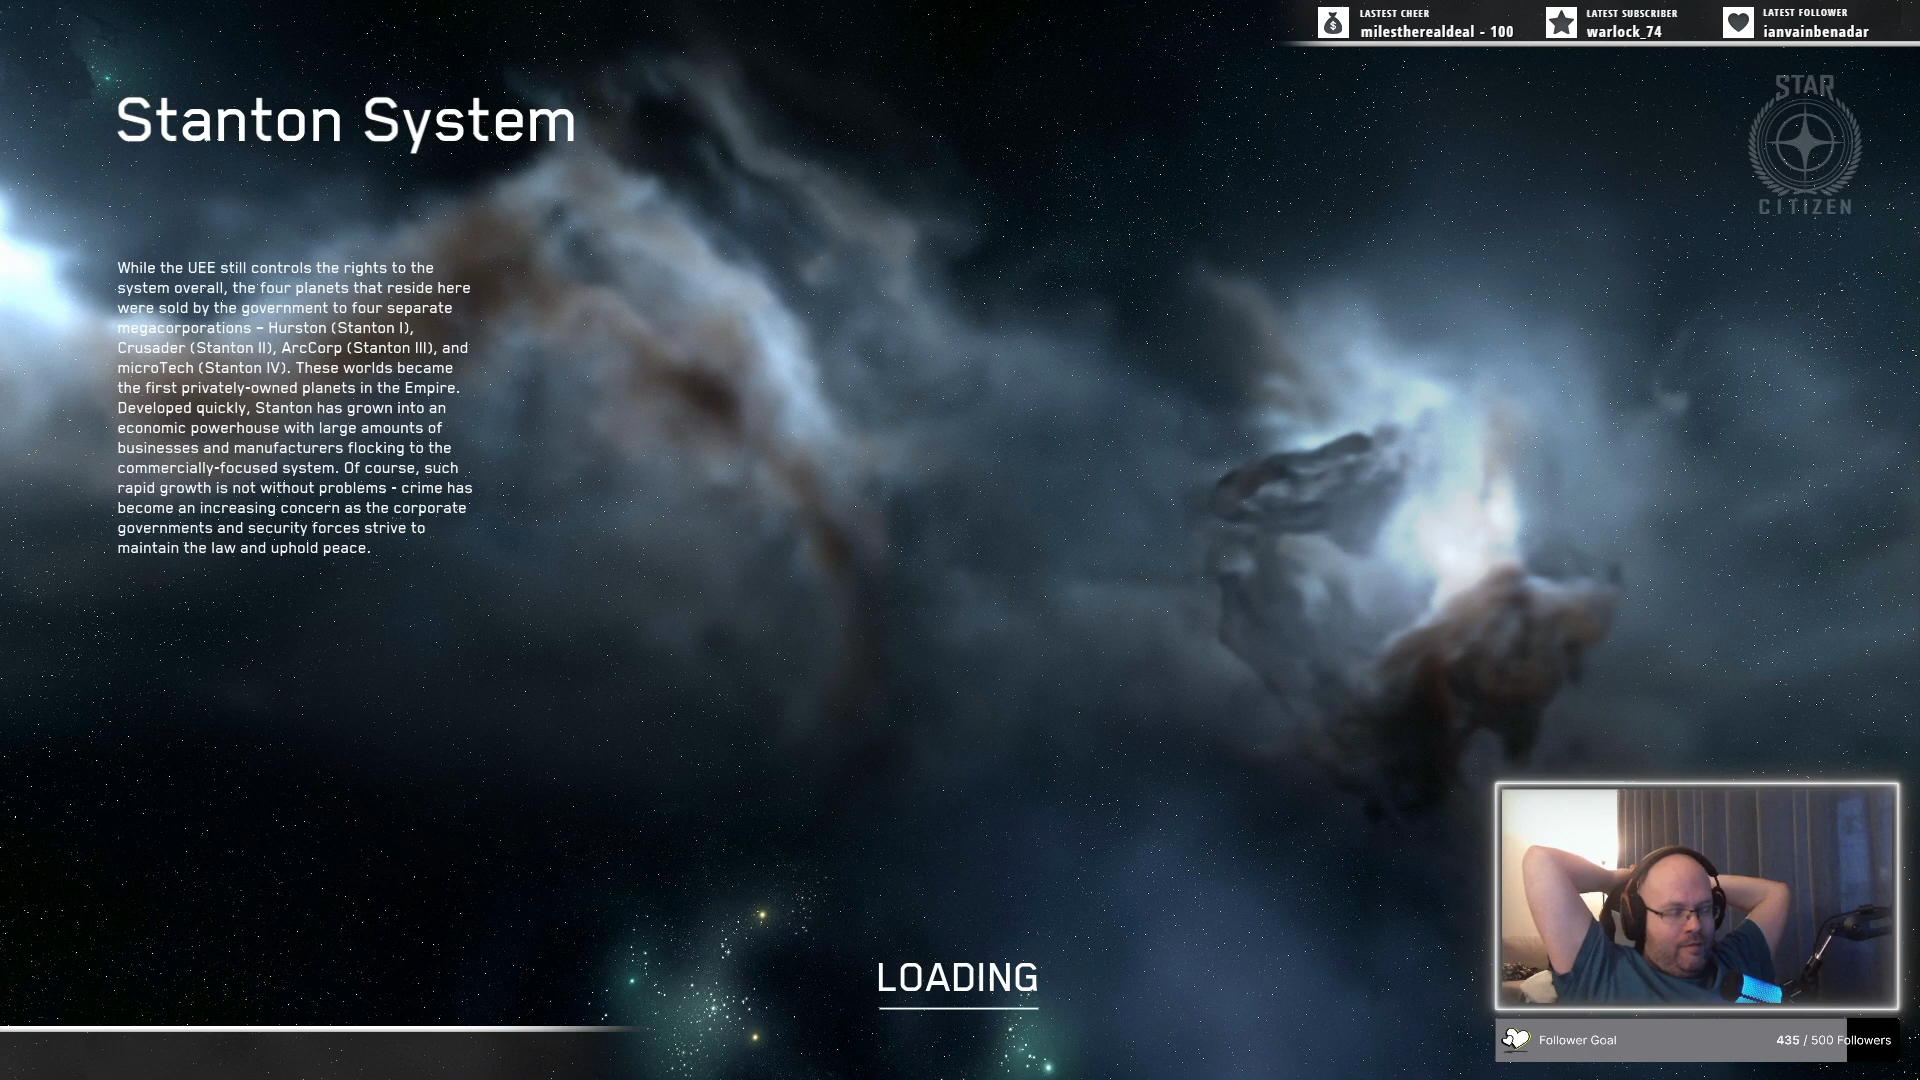 LASTEST CHEER
milestherealdeal - 100
LATEST SUBSCRIBER
warlock_74
LATEST FOLLOWER
ianvainbenadar
STAR
CITIZEN
Stanton System
While the UEE still controls the rights to the
system overall, the four planets that reside here
were sold by the government to four separate
megacorporations – Hurston (Stanton I),
Crusader (Stanton II), ArcCorp (Stanton III), and
microTech (Stanton IV). These worlds became
the first privately-owned planets in the Empire.
Developed quickly, Stanton has grown into an
economic powerhouse with large amounts of
businesses and manufacturers flocking to the
commercially-focused system. Of course, such
rapid growth is not without problems - crime has
become an increasing concern as the corporate
governments and security forces strive to
maintain the law and uphold peace.
LOADING
Follower Goal
435 / 500 Followers